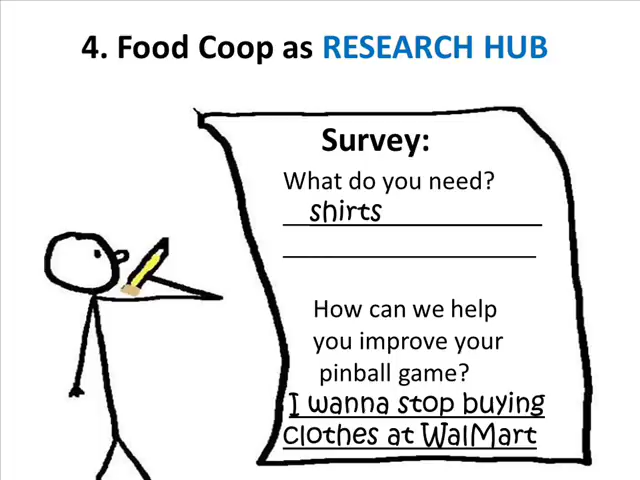 4. Food Coop as RESEARCH HUB
Survey:
What do you need?
shirts
How can we help
you improve your
pinball game?
I wanna stop buying
clothes at WalMart